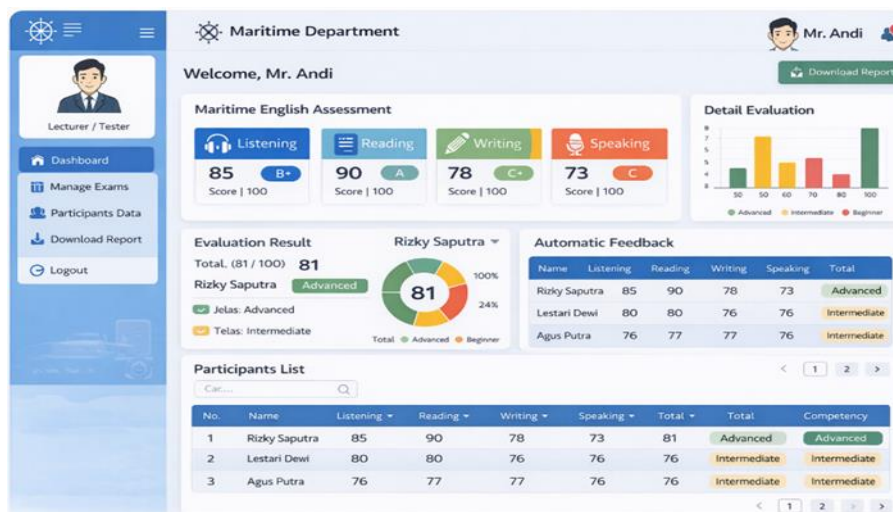 Maritime Department
Mr. Andi
Lecturer / Tester
Dashboard
Manage Exams
Participants Data
Download Report
Logout
Welcome, Mr. Andi
Download Report
Maritime English Assessment
Listening
85 B+
Score | 100
Reading
90 A
Score | 100
Writing
78 C+
Score | 100
Speaking
73 C
Score | 100
Detail Evaluation
50 50 60 70 80 100
Advanced Intermediate Beginner
Evaluation Result
Rizky Saputra
Total. (81 / 100) 81
Rizky Saputra Advanced
Jelas: Advanced
Telas: Intermediate
81
100%
24%
Total Advanced Beginner
Automatic Feedback
Name Listening Reading Writing Speaking Total
Rizky Saputra 85 90 78 73 Advanced
Lestari Dewi 80 80 76 76 Intermediate
Agus Putra 76 77 77 76 Intermediate
< 1 2 >
Participants List
Car....
No. Name Listening Reading Writing Speaking Total Total Competency
1 Rizky Saputra 85 90 78 73 81 Advanced Advanced
2 Lestari Dewi 80 80 76 76 76 Intermediate Intermediate
3 Agus Putra 76 77 77 76 76 Intermediate Intermediate
< 1 2 > >